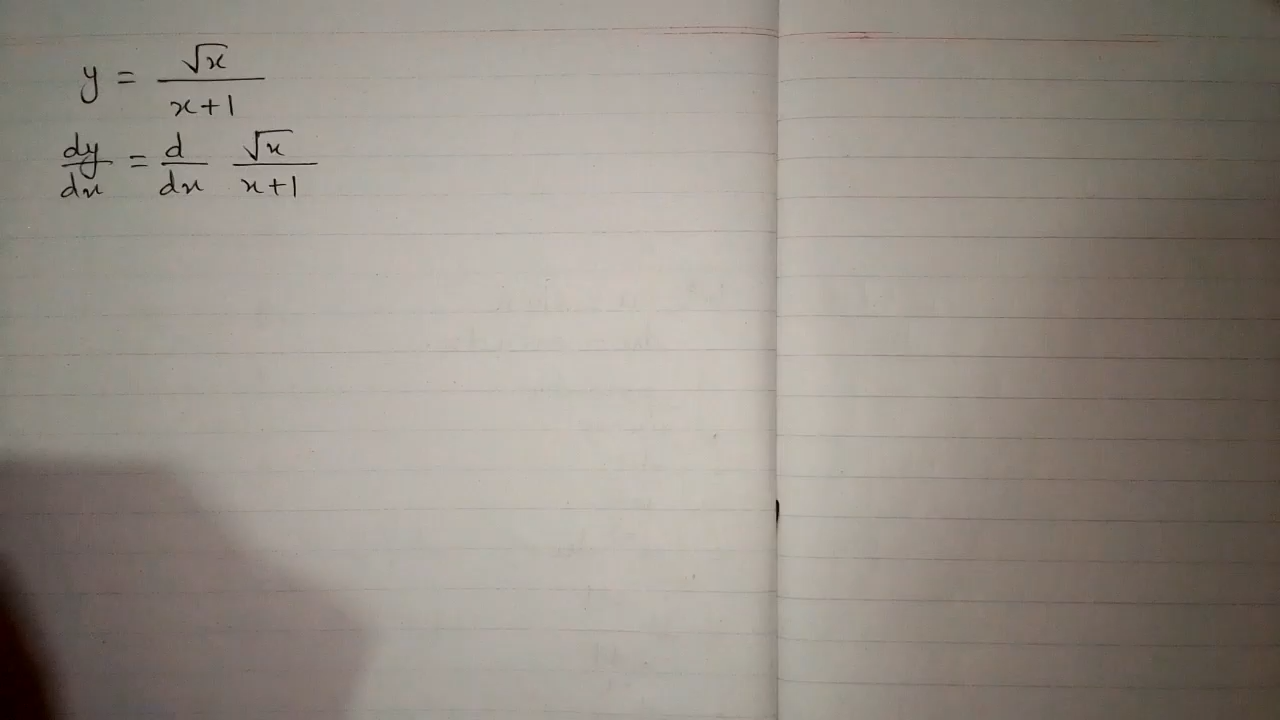 y = √x / (x+1)
dy/dx = d/dx √x / (x+1)